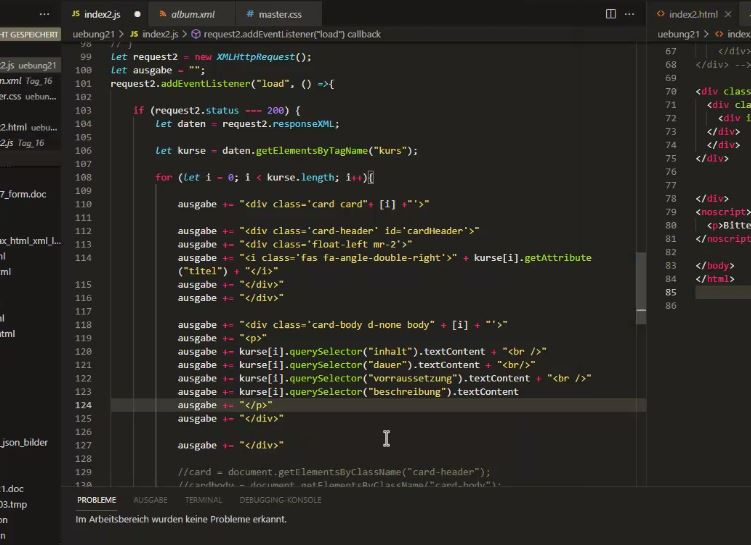 index2.js
album.xml
master.css
index2.html
HT GESPEICHERT
uebung21 > index2.js > request2.addEventListener("load") callback
uebung21 > index
2.js uebung21
m.xml Tag_16
er.css uebun...
2.html uebu...
2.js Tag_16
7_form.doc
ax_html_xml_l...
ml
tml
ml
html
_json_bilder
1.doc
03.tmp
on
n
98 // }
99 let request2 = new XMLHttpRequest();
100 let ausgabe = "";
101 request2.addEventListener("load", () =>{
102
103 if (request2.status === 200) {
104 let daten = request2.responseXML;
105
106 let kurse = daten.getElementsByTagName("kurs");
107
108 for (let i = 0; i < kurse.length; i++){
109
110 ausgabe += "<div class='card card"+ [i] +"'>"
111
112 ausgabe += "<div class='card-header' id='cardHeader'>"
113 ausgabe += "<div class='float-left mr-2'>"
114 ausgabe += "<i class='fas fa-angle-double-right'>" + kurse[i].getAttribute
("titel") + "</i>"
115 ausgabe += "</div>"
116 ausgabe += "</div>"
117
118 ausgabe += "<div class='card-body d-none body" + [i] + "'>"
119 ausgabe += "<p>"
120 ausgabe += kurse[i].querySelector("inhalt").textContent + "<br />"
121 ausgabe += kurse[i].querySelector("dauer").textContent + "<br/>"
122 ausgabe += kurse[i].querySelector("vorraussetzung").textContent + "<br />"
123 ausgabe += kurse[i].querySelector("beschreibung").textContent
124 ausgabe += "</p>"
125 ausgabe += "</div>"
126
127 ausgabe += "</div>"
128
129 //card = document.getElementsByClassName("card-header");
130 //cardbody = document.getElementsByClassName("card-body");
67 </div>
68 </div> -->
69
70 <div class
71 <div cla
72 <div i
73 </div>
74 </div>
75 </div>
76
77
78 </div>
79 <noscript>
80 <p>Bitte
81 </noscript
82
83 </body>
84 </html>
85
86
PROBLEME AUSGABE TERMINAL DEBUGGING-KONSOLE
Im Arbeitsbereich wurden keine Probleme erkannt.